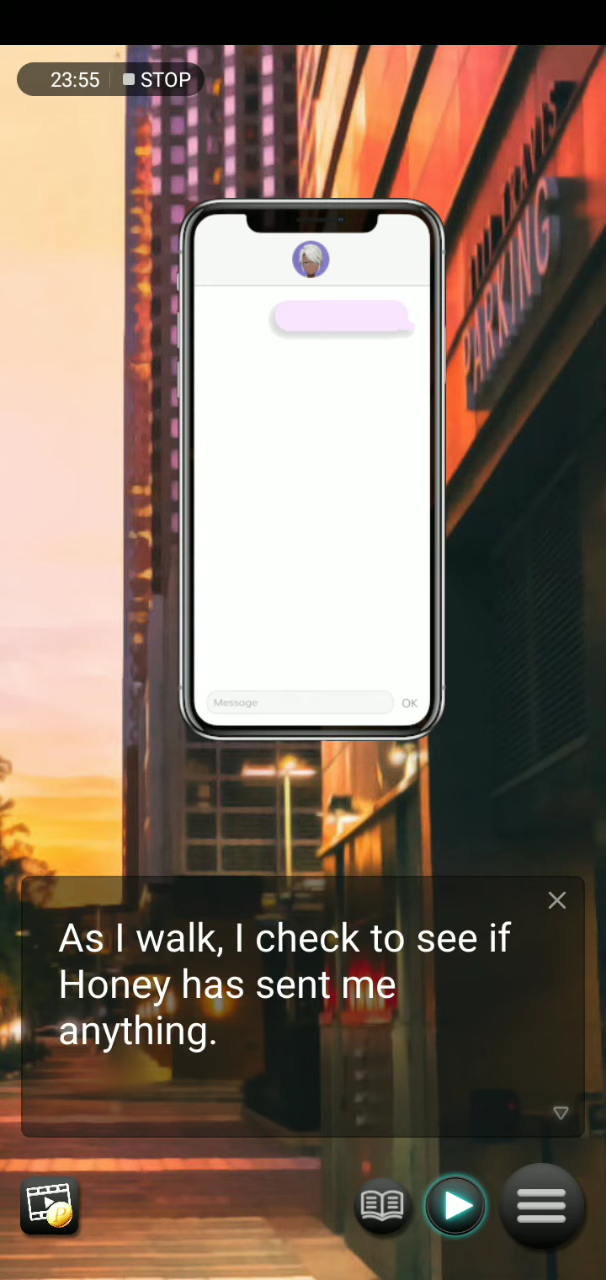 23:55 STOP
PARKING
Message OK
As I walk, I check to see if
Honey has sent me
anything.